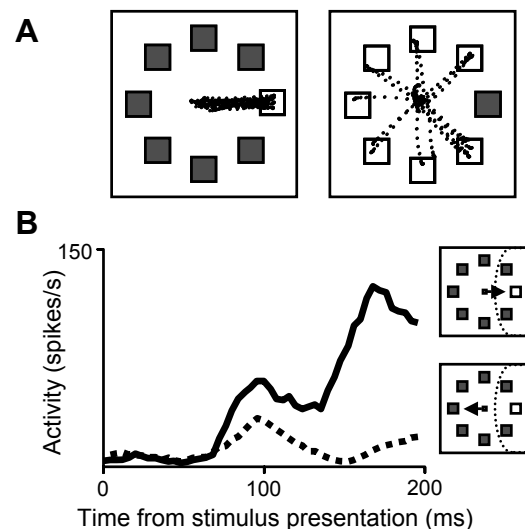 A
B
150
Activity (spikes/s)
0
100
200
Time from stimulus presentation (ms)